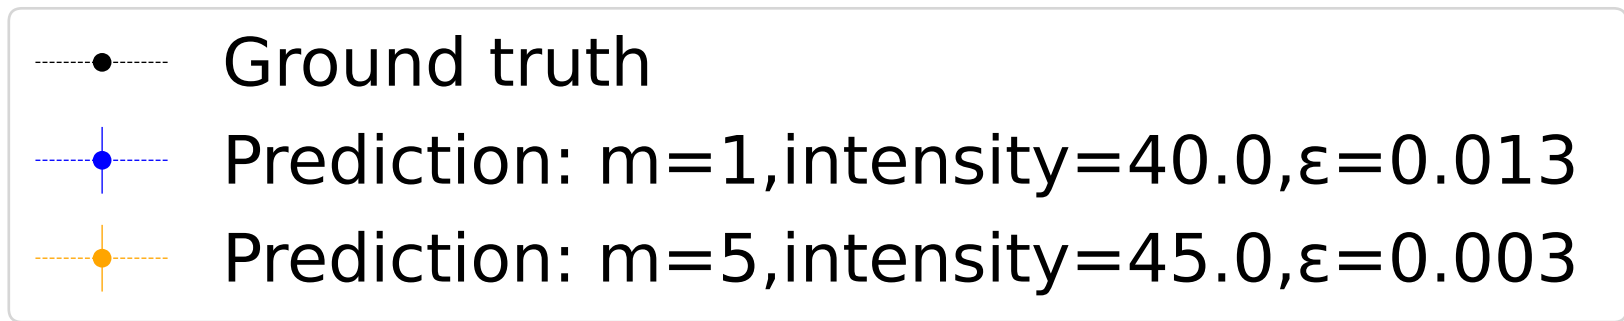 Ground truth
Prediction: m=1,intensity=40.0,ε=0.013
Prediction: m=5,intensity=45.0,ε=0.003